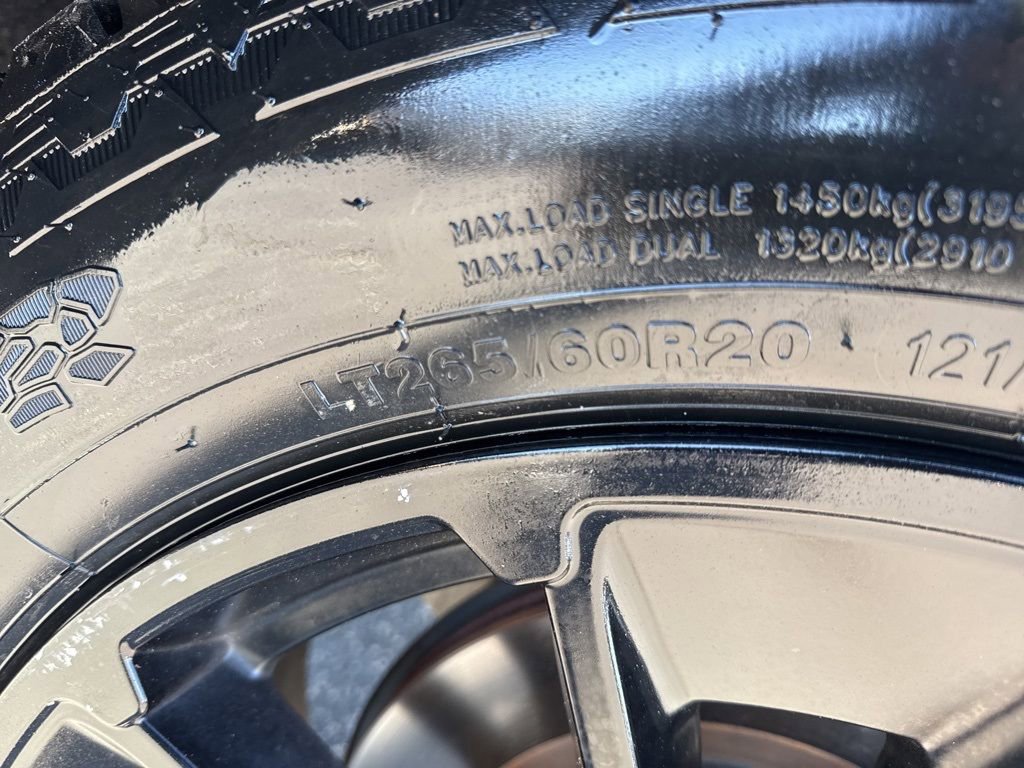 MAX.LOAD SINGLE 1450kg(3195
MAX.LOAD DUAL 1320kg(2910
LT265/60R20 121/